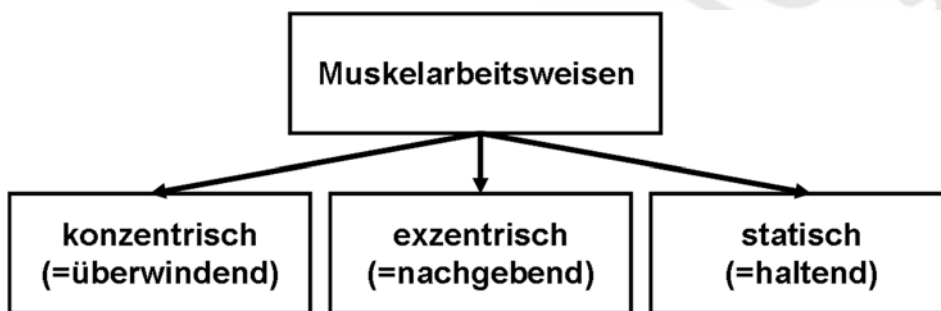 Muskelarbeitsweisen
konzentrisch
(=überwindend)
exzentrisch
(=nachgebend)
statisch
(=haltend)